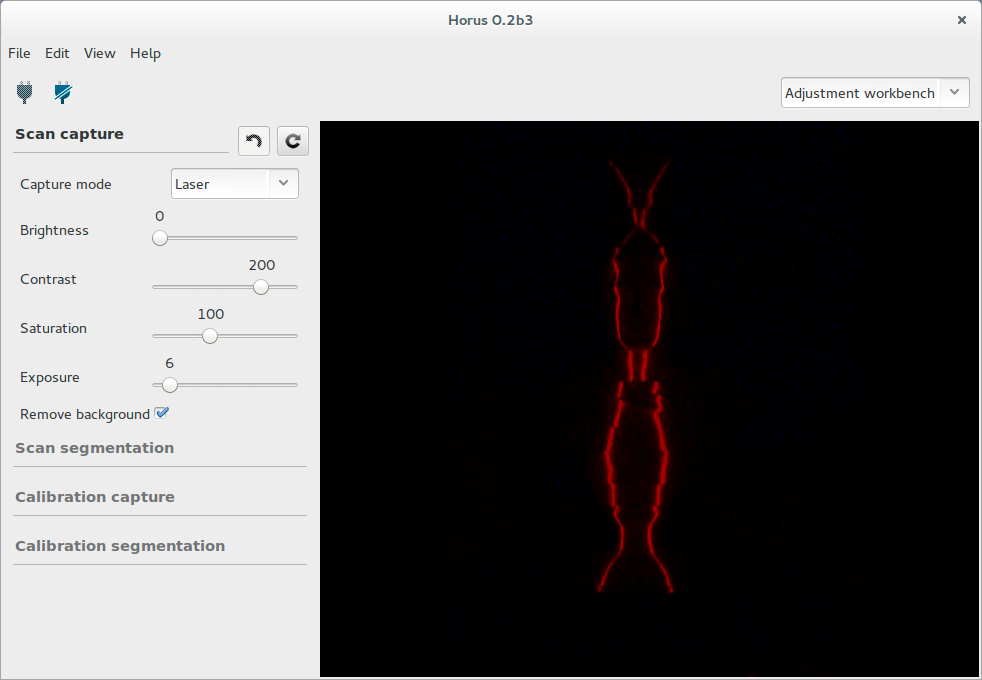 Horus 0.2b3
File Edit View Help
Adjustment workbench
Scan capture
Capture mode Laser
0
Brightness
200
Contrast
100
Saturation
6
Exposure
Remove background
Scan segmentation
Calibration capture
Calibration segmentation